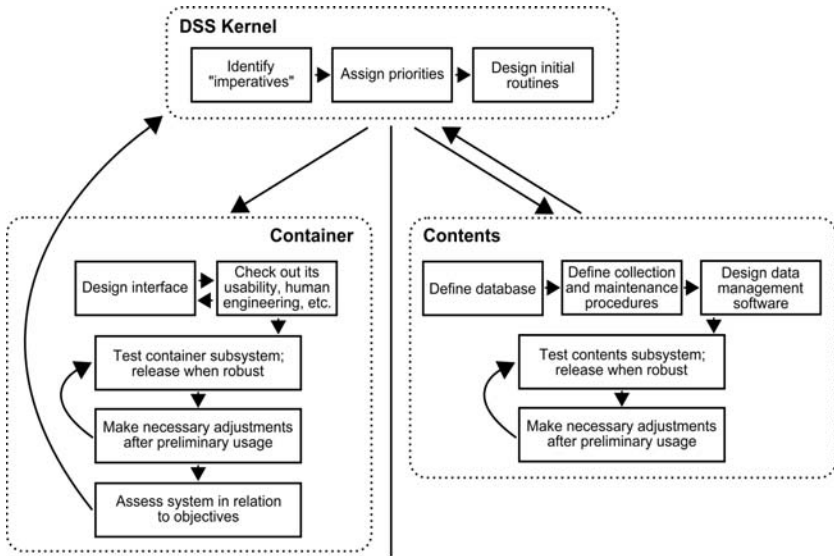 DSS Kernel
Identify
"imperatives"
Assign priorities
Design initial
routines
Container
Design interface
Check out its
usability, human
engineering, etc.
Test container subsystem;
release when robust
Make necessary adjustments
after preliminary usage
Assess system in relation
to objectives
Contents
Define database
Define collection
and maintenance
procedures
Design data
management
software
Test contents subsystem;
release when robust
Make necessary adjustments
after preliminary usage